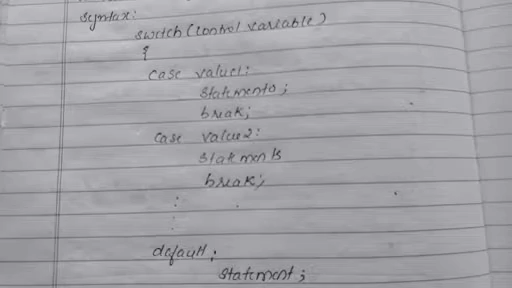 Syntax:
switch (control variable)
{
case value1:
statements;
break;
case value2:
statements
break;
:
:
default:
statement;